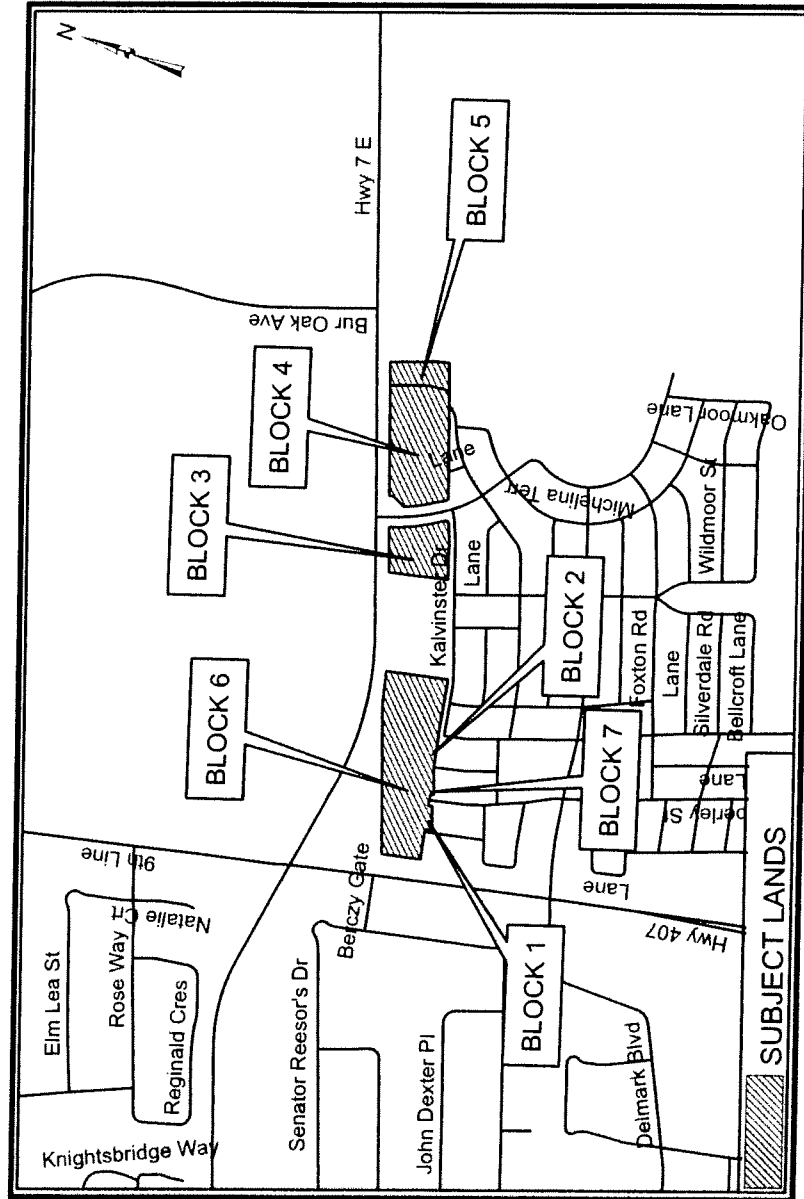 N
Hwy 7 E
Bur Oak Ave
BLOCK 5
BLOCK 4
BLOCK 3
BLOCK 6
9th Line
Elm Lea St
Rose Way
Natalie Crt
Reginald Cres
Knightsbridge Way
Senator Reesor's Dr
Berczy Gate
John Dexter Pl
Delmark Blvd
Hwy 407
BLOCK 1
BLOCK 7
BLOCK 2
Kalvinster Dr
Lane
Lane
Michelina Terr
Oakmoor Lane
Wildmoor St
Foxton Rd
Lane
Silverdale Rd
Bellcroft Lane
Lane
perley St
Lane
SUBJECT LANDS